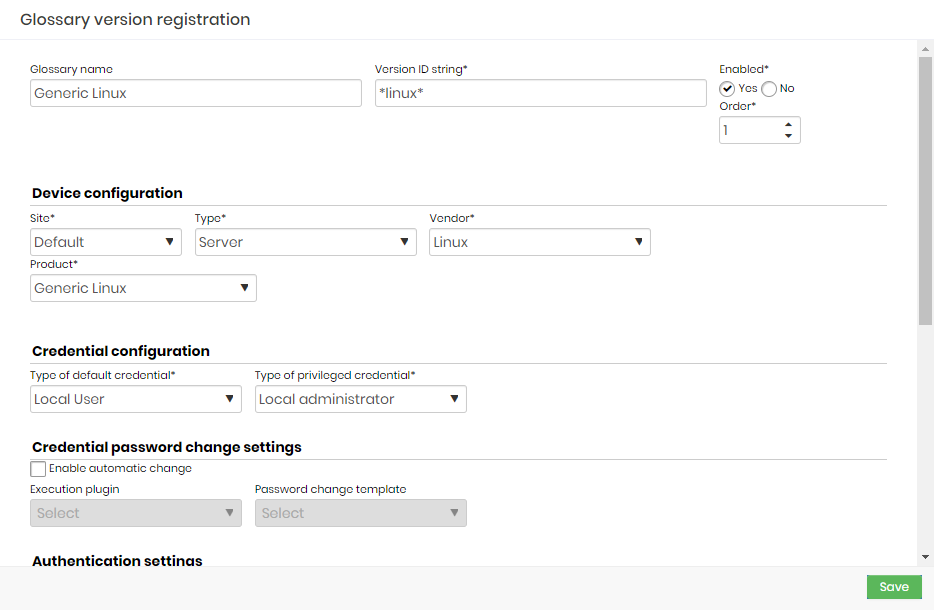 Glossary version registration
Glossary name
Version ID string*
Enabled*
Generic Linux
*linux*
Yes
No
Order*
1
Device configuration
Site*
Type*
Vendor*
Default
Server
Linux
Product*
Generic Linux
Credential configuration
Type of default credential*
Type of privileged credential*
Local User
Local administrator
Credential password change settings
Enable automatic change
Execution plugin
Password change template
Select
Select
Authentication settings
Save